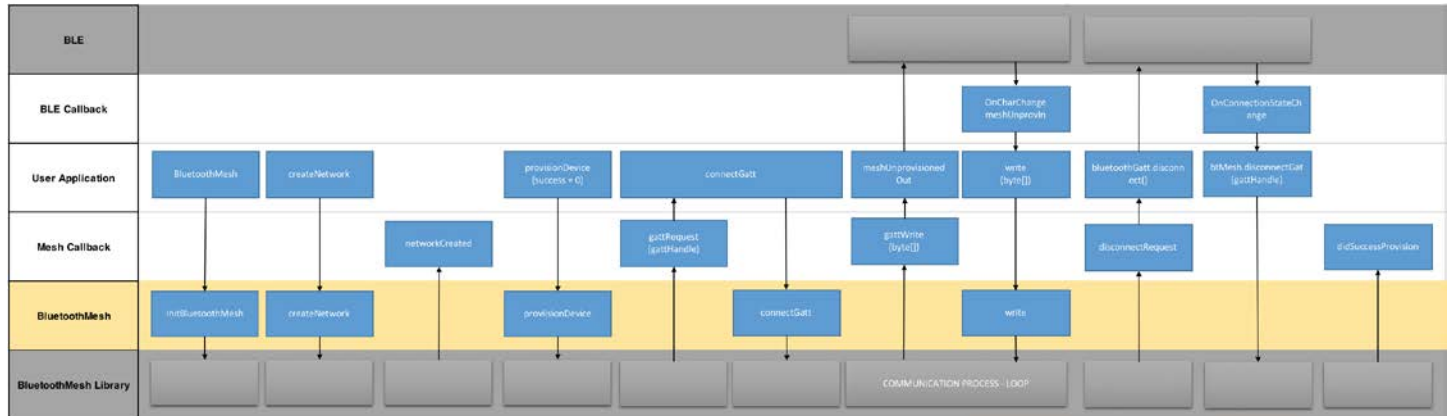 BLE
BLE Callback
OnCharChange
meshUnprovIn
OnConnectionStateCh
ange
User Application
BluetoothMesh
createNetwork
provisionDevice
(success = 0)
connectGatt
meshUnprovisioned
Out
write
(byte[])
bluetoothGatt.disconn
ect()
btMesh.disconnectGat
(gattHandle)
Mesh Callback
networkCreated
gattRequest
(gattHandle)
gattWrite
(byte[])
disconnectRequest
didSuccessProvision
BluetoothMesh
initBluetoothMesh
createNetwork
proviisionDevice
connectGatt
write
BluetoothMesh Library
COMMUNICATION PROCESS - LOOP